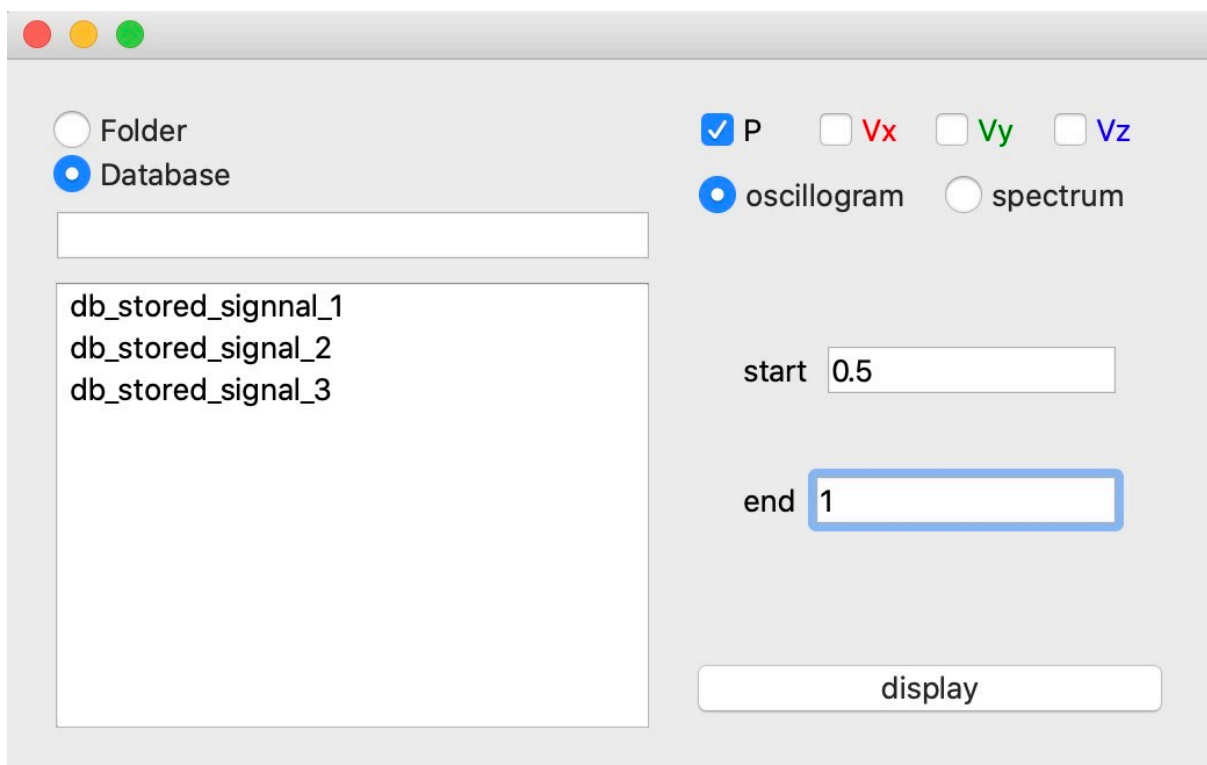 Folder
Database
db_stored_signnal_1
db_stored_signal_2
db_stored_signal_3
P Vx Vy Vz
oscillogram spectrum
start 0.5
end 1
display